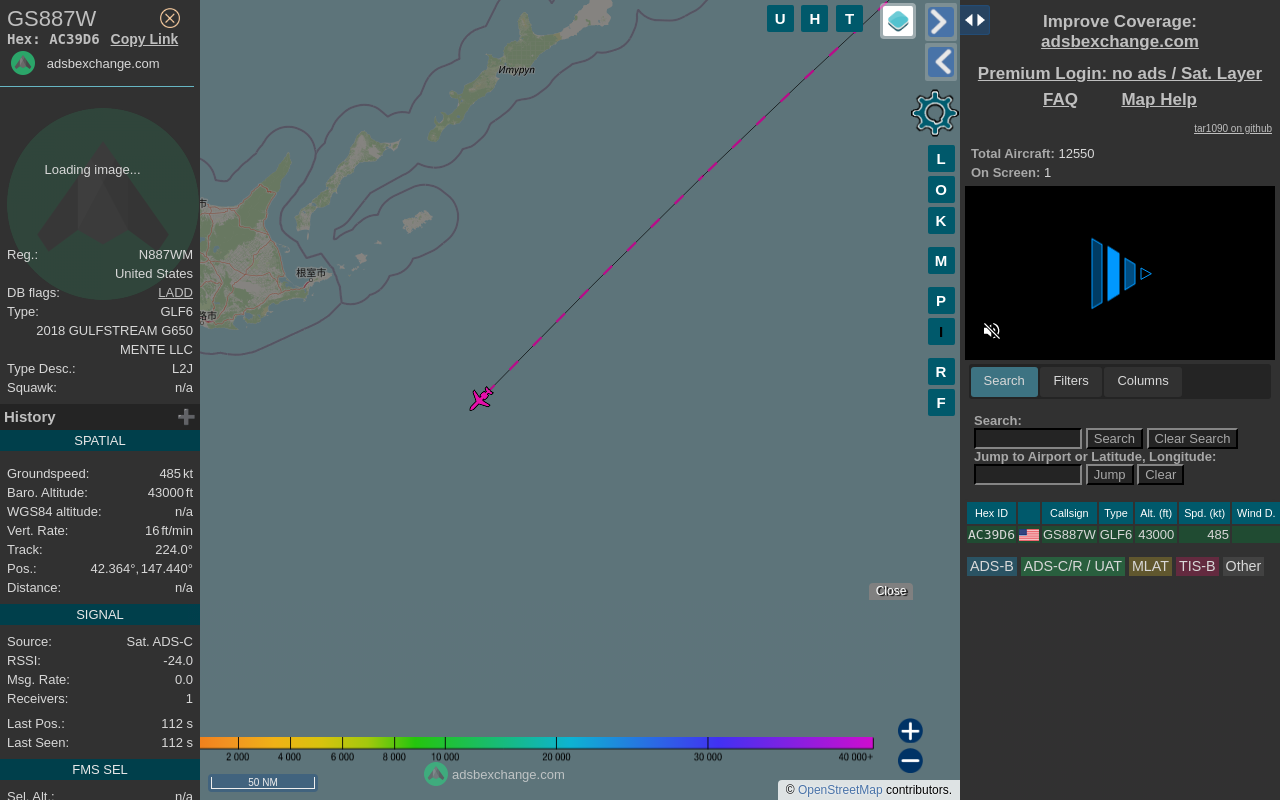 GS887W
Hex: AC39D6 Copy Link
adsbexchange.com
Loading image...
Reg.: N887WM
United States
DB flags: LADD
Type: GLF6
2018 GULFSTREAM G650
MENTE LLC
Type Desc.: L2J
Squawk: n/a
History
SPATIAL
Groundspeed: 485 kt
Baro. Altitude: 43000 ft
WGS84 altitude: n/a
Vert. Rate: 16 ft/min
Track: 224.0°
Pos.: 42.364°, 147.440°
Distance: n/a
SIGNAL
Source: Sat. ADS-C
RSSI: -24.0
Msg. Rate: 0.0
Receivers: 1
Last Pos.: 112 s
Last Seen: 112 s
FMS SEL
Sel. Alt.: n/a
U H T
Итуруп
市
根室市
路市
L
O
K
M
P
I
R
F
Close
2 000 4 000 6 000 8 000 10 000 20 000 30 000 40 000+
adsbexchange.com
50 NM
© OpenStreetMap contributors.
Improve Coverage:
adsbexchange.com
Premium Login: no ads / Sat. Layer
FAQ Map Help
tar1090 on github
Total Aircraft: 12550
On Screen: 1
Search Filters Columns
Search:
Search Clear Search
Jump to Airport or Latitude, Longitude:
Jump Clear
Hex ID Callsign Type Alt. (ft) Spd. (kt) Wind D.
AC39D6 GS887W GLF6 43000 485
ADS-B ADS-C/R / UAT MLAT TIS-B Other